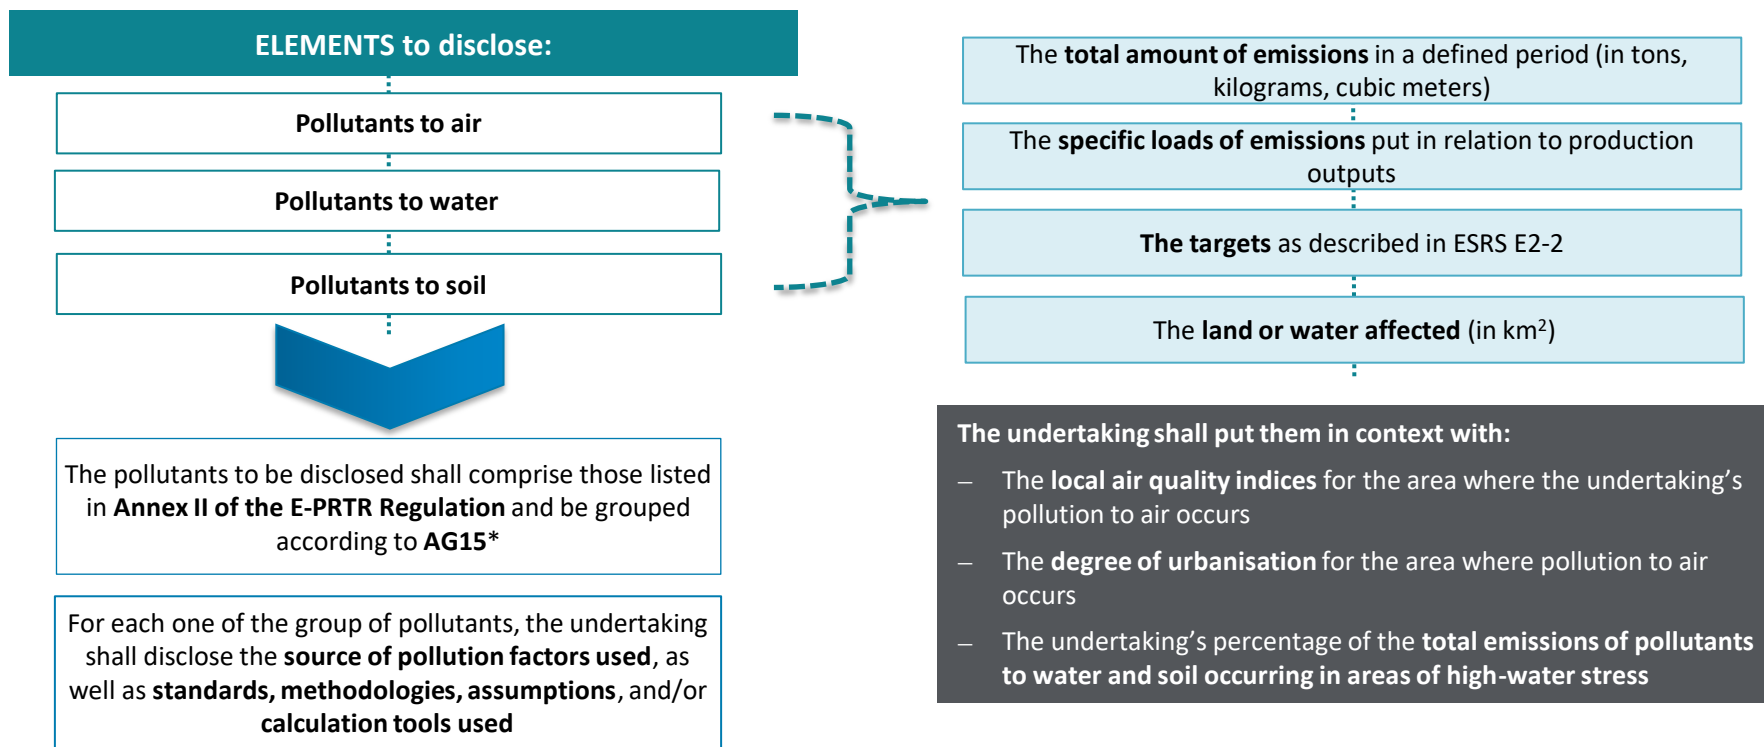 ELEMENTS to disclose:
Pollutants to air
Pollutants to water
Pollutants to soil
The pollutants to be disclosed shall comprise those listed
in Annex II of the E-PRTR Regulation and be grouped
according to AG15*
For each one of the group of pollutants, the undertaking
shall disclose the source of pollution factors used, as
well as standards, methodologies, assumptions, and/or
calculation tools used
The total amount of emissions in a defined period (in tons,
kilograms, cubic meters)
The specific loads of emissions put in relation to production
outputs
The targets as described in ESRS E2-2
The land or water affected (in km²)
The undertaking shall put them in context with:
– The local air quality indices for the area where the undertaking's
pollution to air occurs
– The degree of urbanisation for the area where pollution to air
occurs
– The undertaking's percentage of the total emissions of pollutants
to water and soil occurring in areas of high-water stress